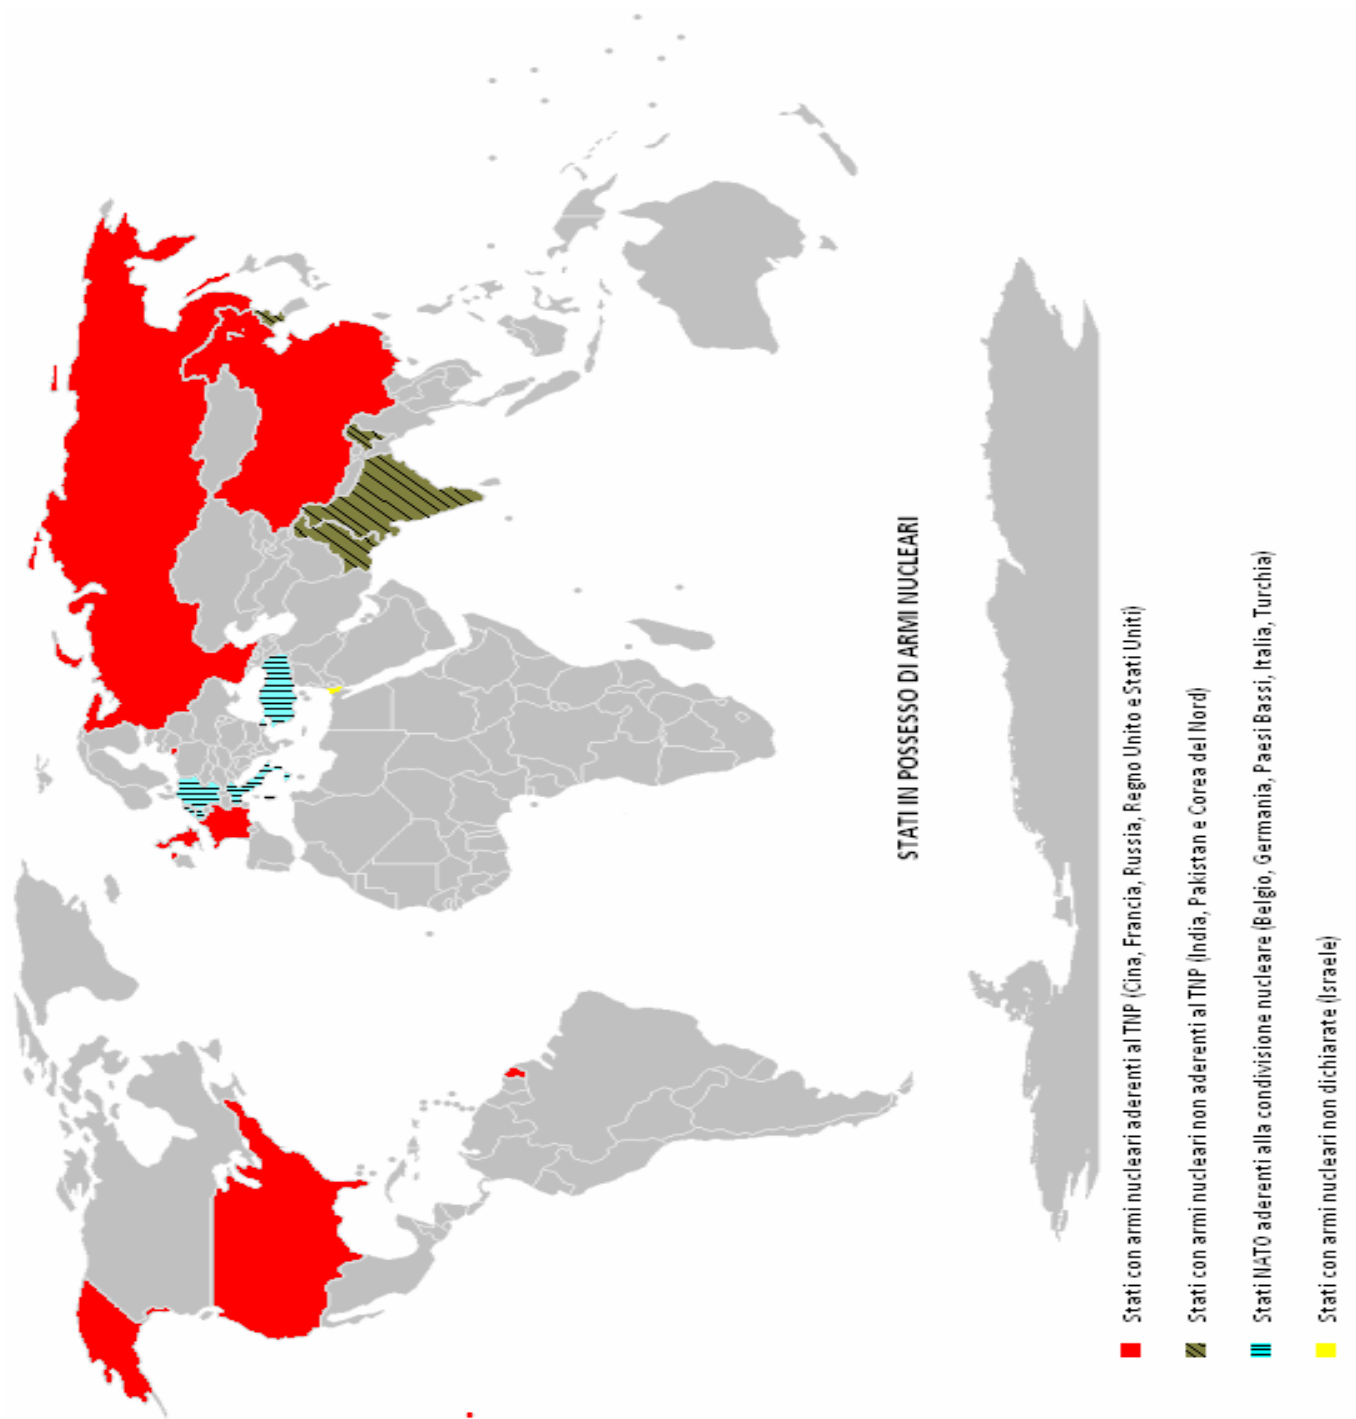 STATI IN POSSESSO DI ARMI NUCLEARI
Stati con armi nucleari aderenti al TNP (Cina, Francia, Russia, Regno Unito e Stati Uniti)
Stati con armi nucleari non aderenti al TNP (India, Pakistan e Corea del Nord)
Stati NATO aderenti alla condivisione nucleare (Belgio, Germania, Paesi Bassi, Italia, Turchia)
Stati con armi nucleari non dichiarate (Israele)